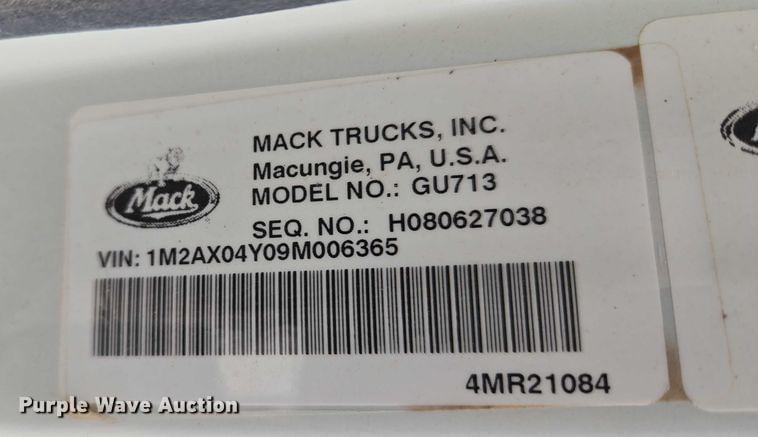 MACK TRUCKS, INC.
Macungie, PA, U.S.A.
MODEL NO.: GU713
SEQ. NO.: H080627038
Mack
VIN: 1M2AX04Y09M006365
4MR21084
Purple Wave Auction